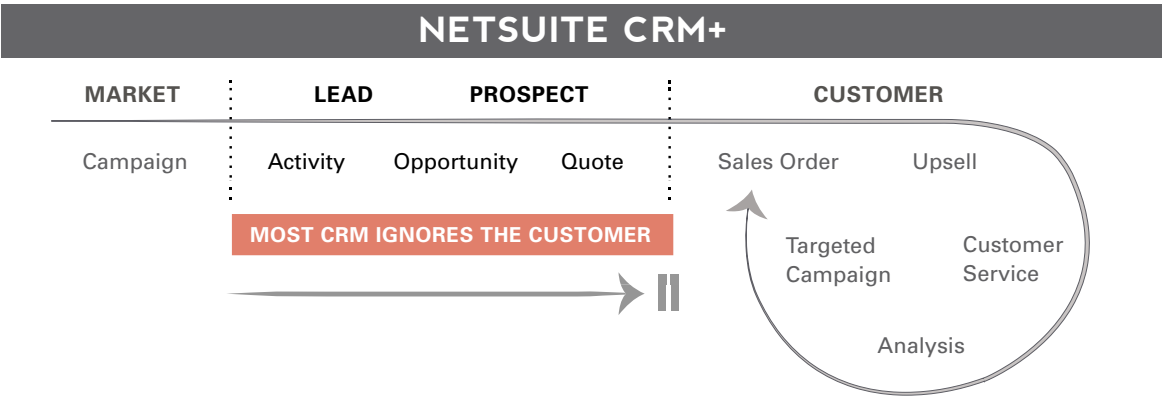 NETSUITE CRM+
MARKET LEAD PROSPECT CUSTOMER
Campaign Activity Opportunity Quote Sales Order Upsell
MOST CRM IGNORES THE CUSTOMER
Targeted
Campaign
Customer
Service
Analysis